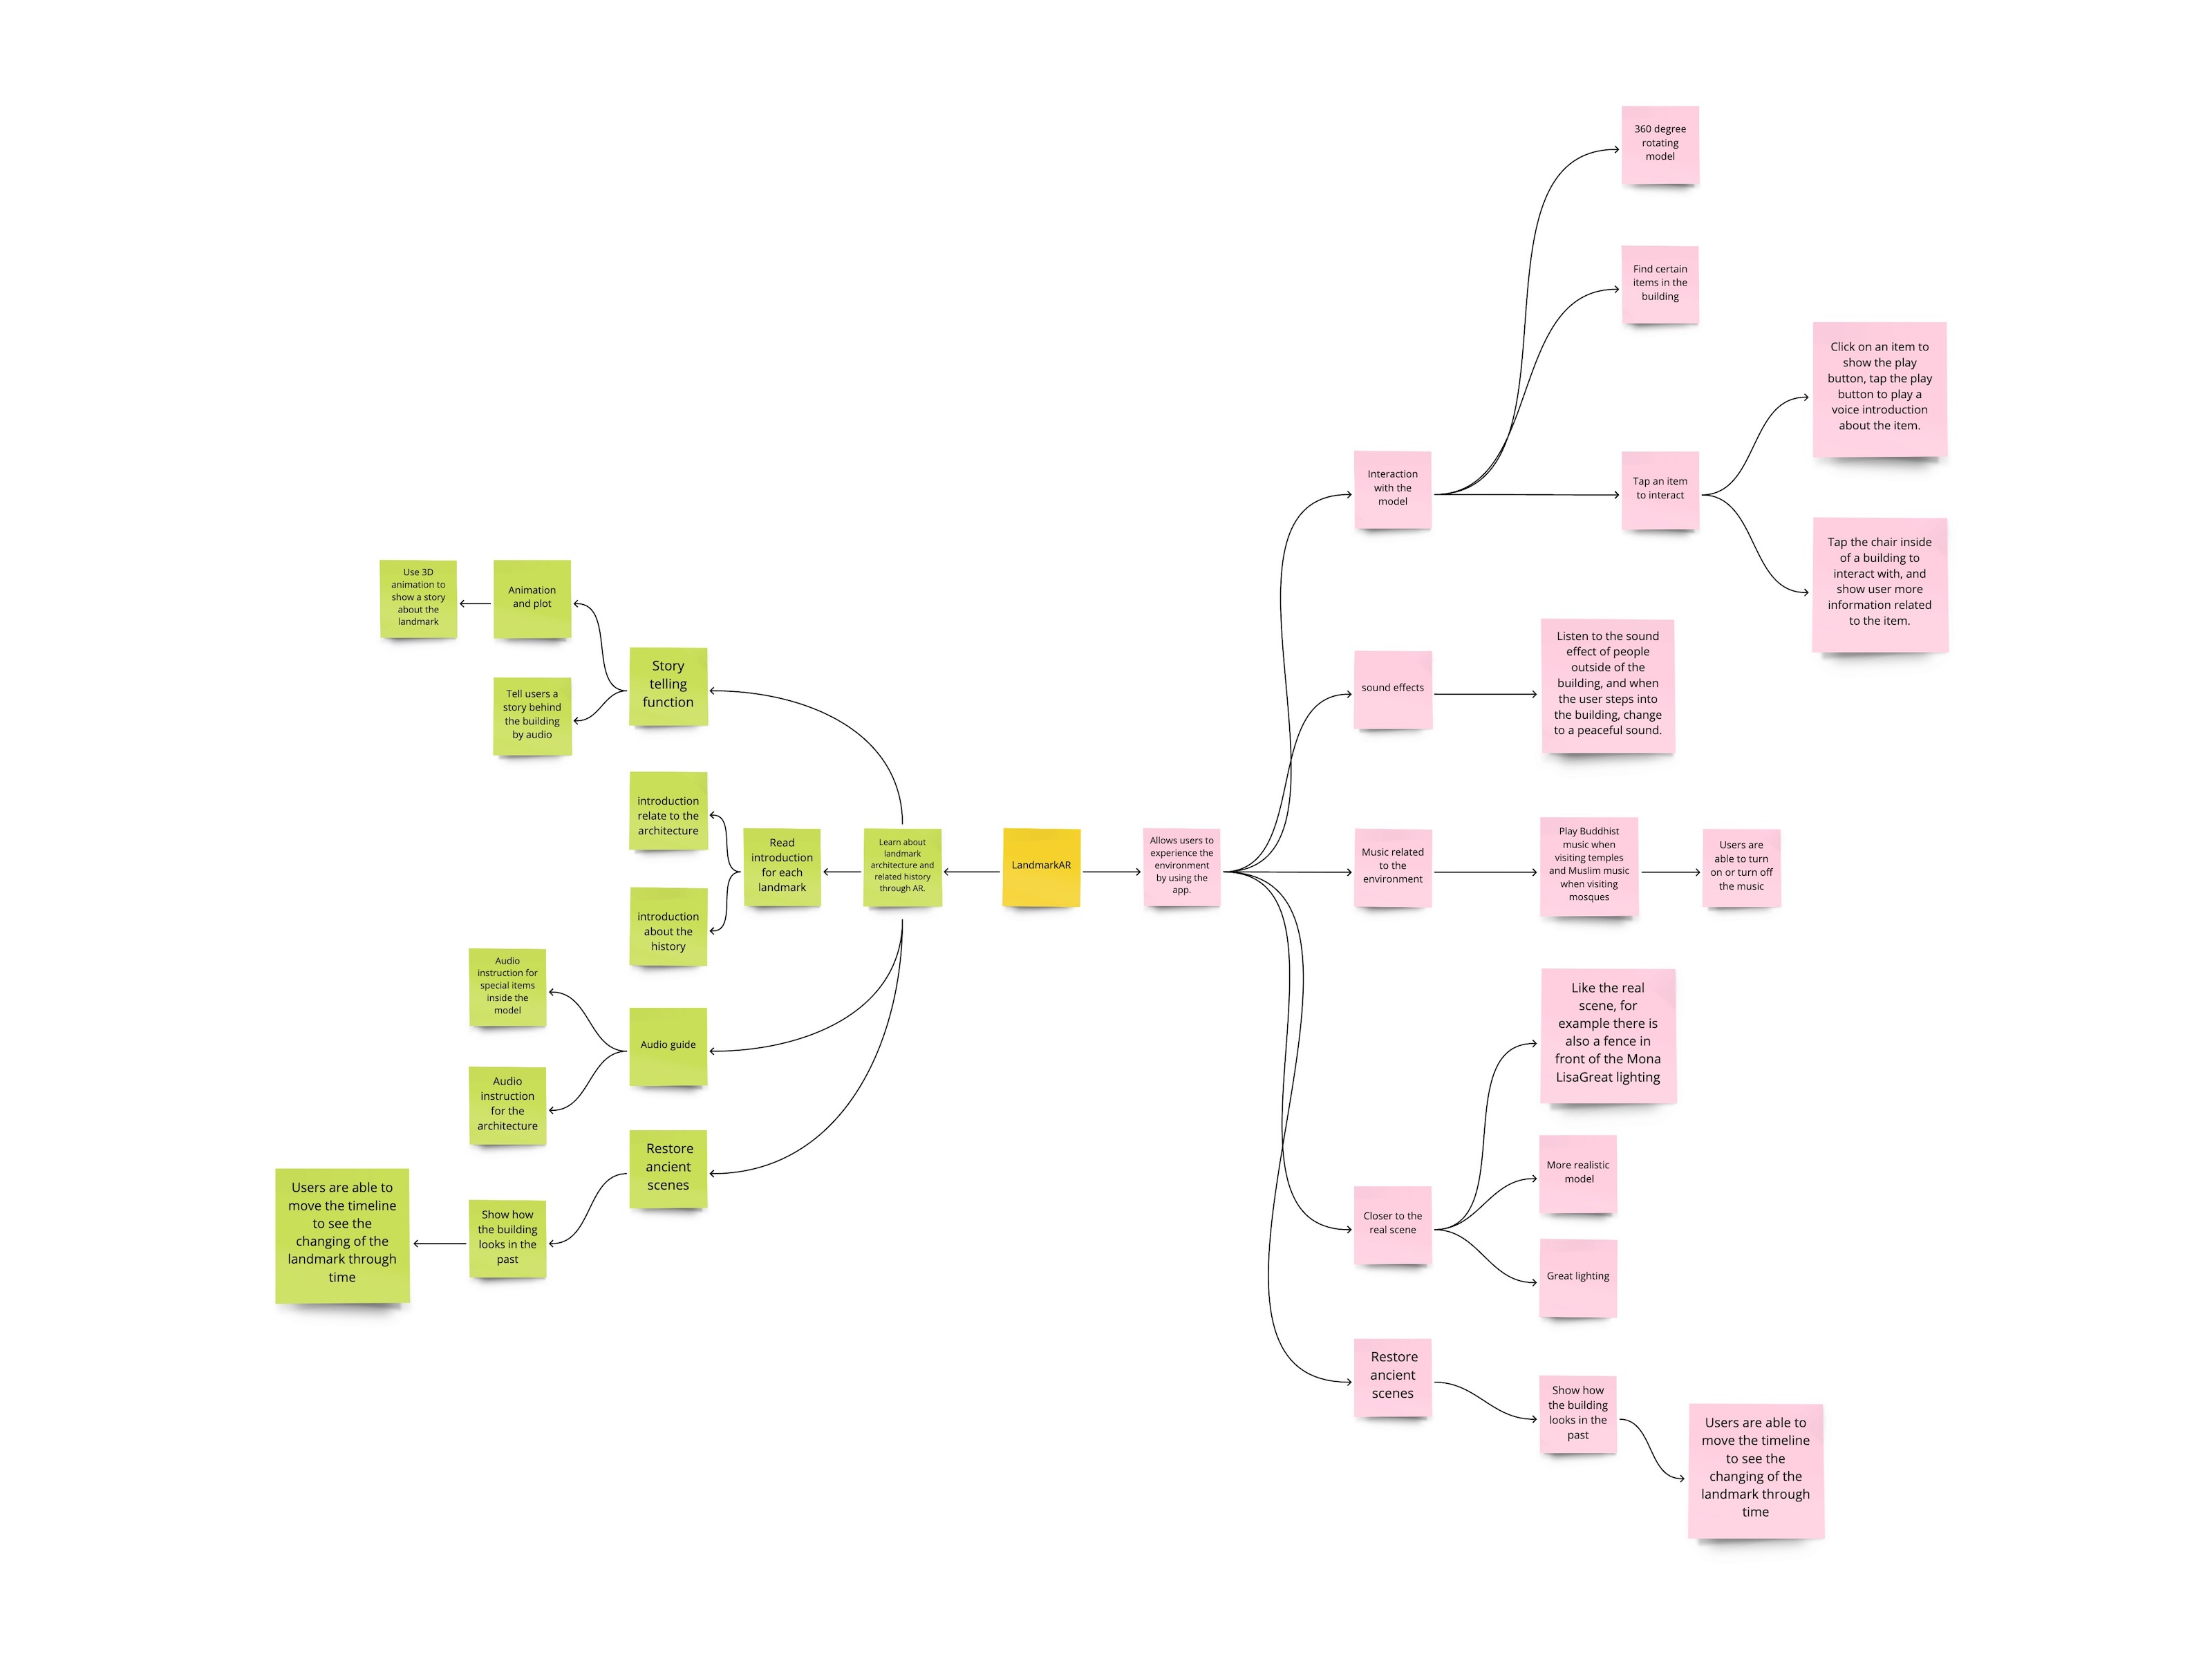 360 degree
rotating
model
Find certain
items in the
building
Click on an item to
show the play
button, tap the play
button to play a
voice introduction
about the item.
Interaction
with the
model
Tap an item
to interact
Tap the chair inside
of a building to
interact with, and
show user more
information related
to the item.
Use 3D
animation to
show a story
about the
landmark
Animation
and plot
Story
telling
function
Tell users a
story behind
the building
by audio
sound effects
Listen to the sound
effect of people
outside of the
building, and when
the user steps into
the building, change
to a peaceful sound.
introduction
relate to the
architecture
Read
introduction
for each
landmark
introduction
about the
history
Learn about
landmark
architecture and
related history
through AR.
LandmarkAR
Allows users to
experience the
environment
by using the
app.
Music related
to the
environment
Play Buddhist
music when
visiting temples
and Muslim music
when visiting
mosques
Users are
able to turn
on or turn off
the music
Audio
instruction for
special items
inside the
model
Audio guide
Audio
instruction
for the
architecture
Like the real
scene, for
example there is
also a fence in
front of the Mona
LisaGreat lighting
More realistic
model
Closer to the
real scene
Great lighting
Restore
ancient
scenes
Show how
the building
looks in the
past
Users are able to
move the timeline
to see the
changing of the
landmark through
time
Restore
ancient
scenes
Show how
the building
looks in the
past
Users are able to
move the timeline
to see the
changing of the
landmark through
time